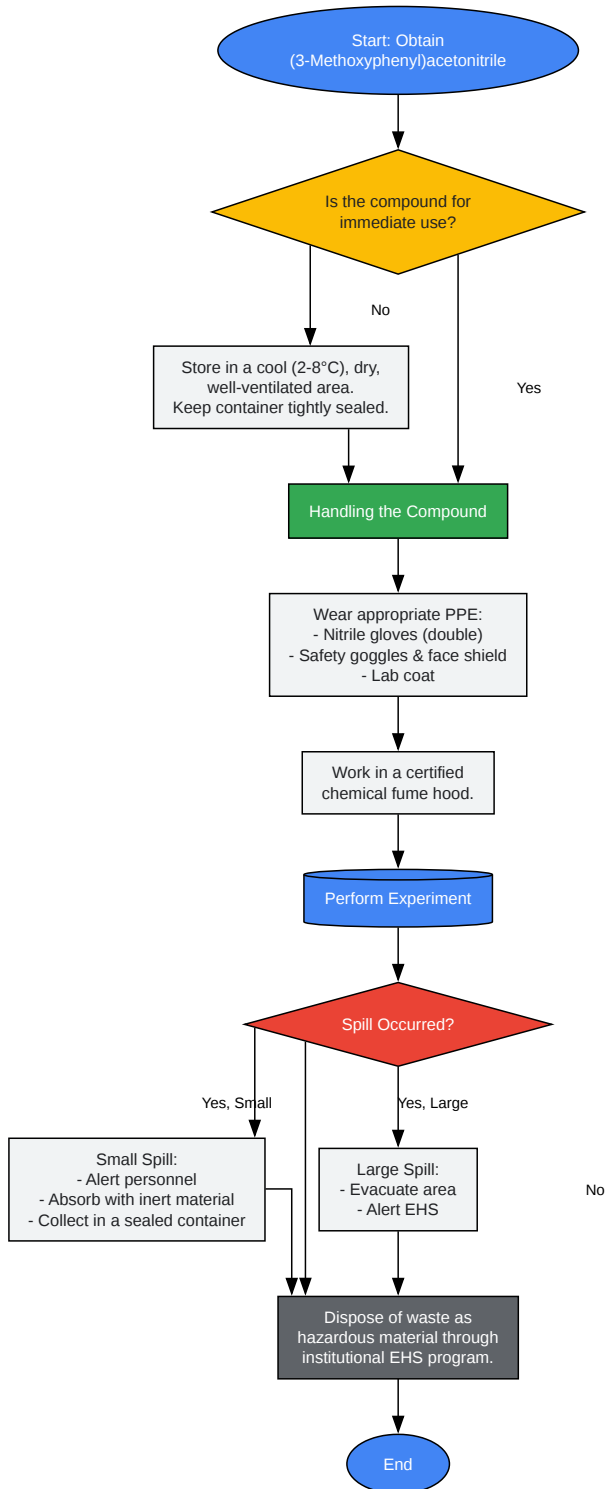 Start: Obtain
(3-Methoxyphenyl)acetonitrile
Is the compound for
immediate use?
No
Store in a cool (2-8°C), dry,
well-ventilated area.
Keep container tightly sealed.
Yes
Handling the Compound
Wear appropriate PPE:
- Nitrile gloves (double)
- Safety goggles & face shield
- Lab coat
Work in a certified
chemical fume hood.
Perform Experiment
Spill Occurred?
Yes, Small
Yes, Large
Small Spill:
- Alert personnel
- Absorb with inert material
- Collect in a sealed container
Large Spill:
- Evacuate area
- Alert EHS
No
Dispose of waste as
hazardous material through
institutional EHS program.
End